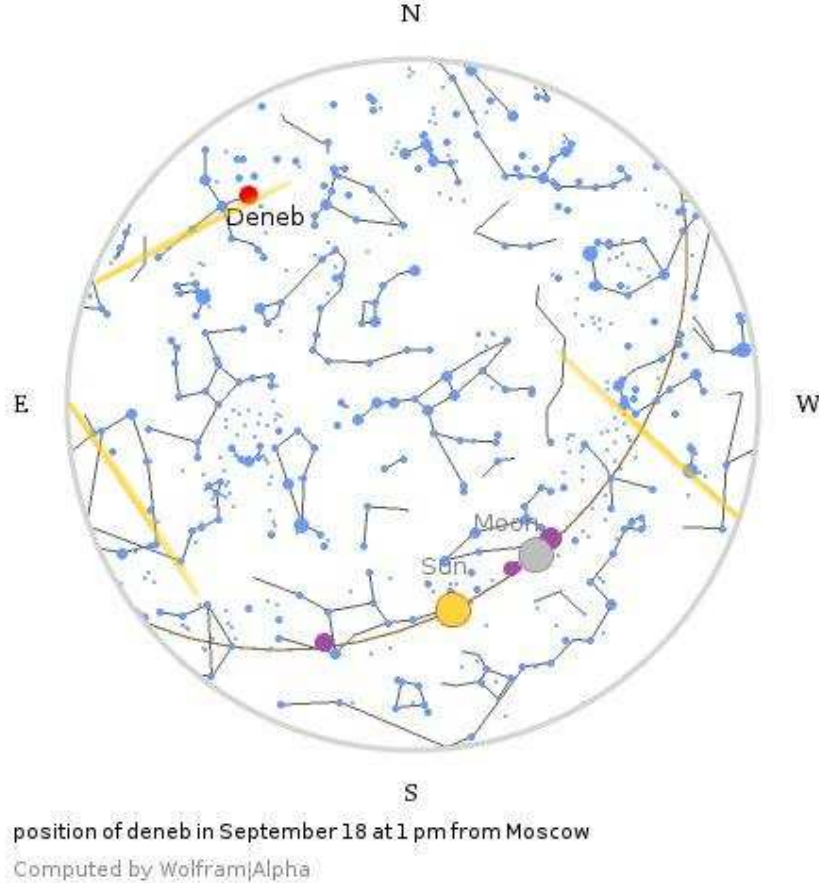 N
Deneb
E
W
Moon
Sun
S
position of deneb in September 18 at 1 pm from Moscow
Computed by Wolfram|Alpha